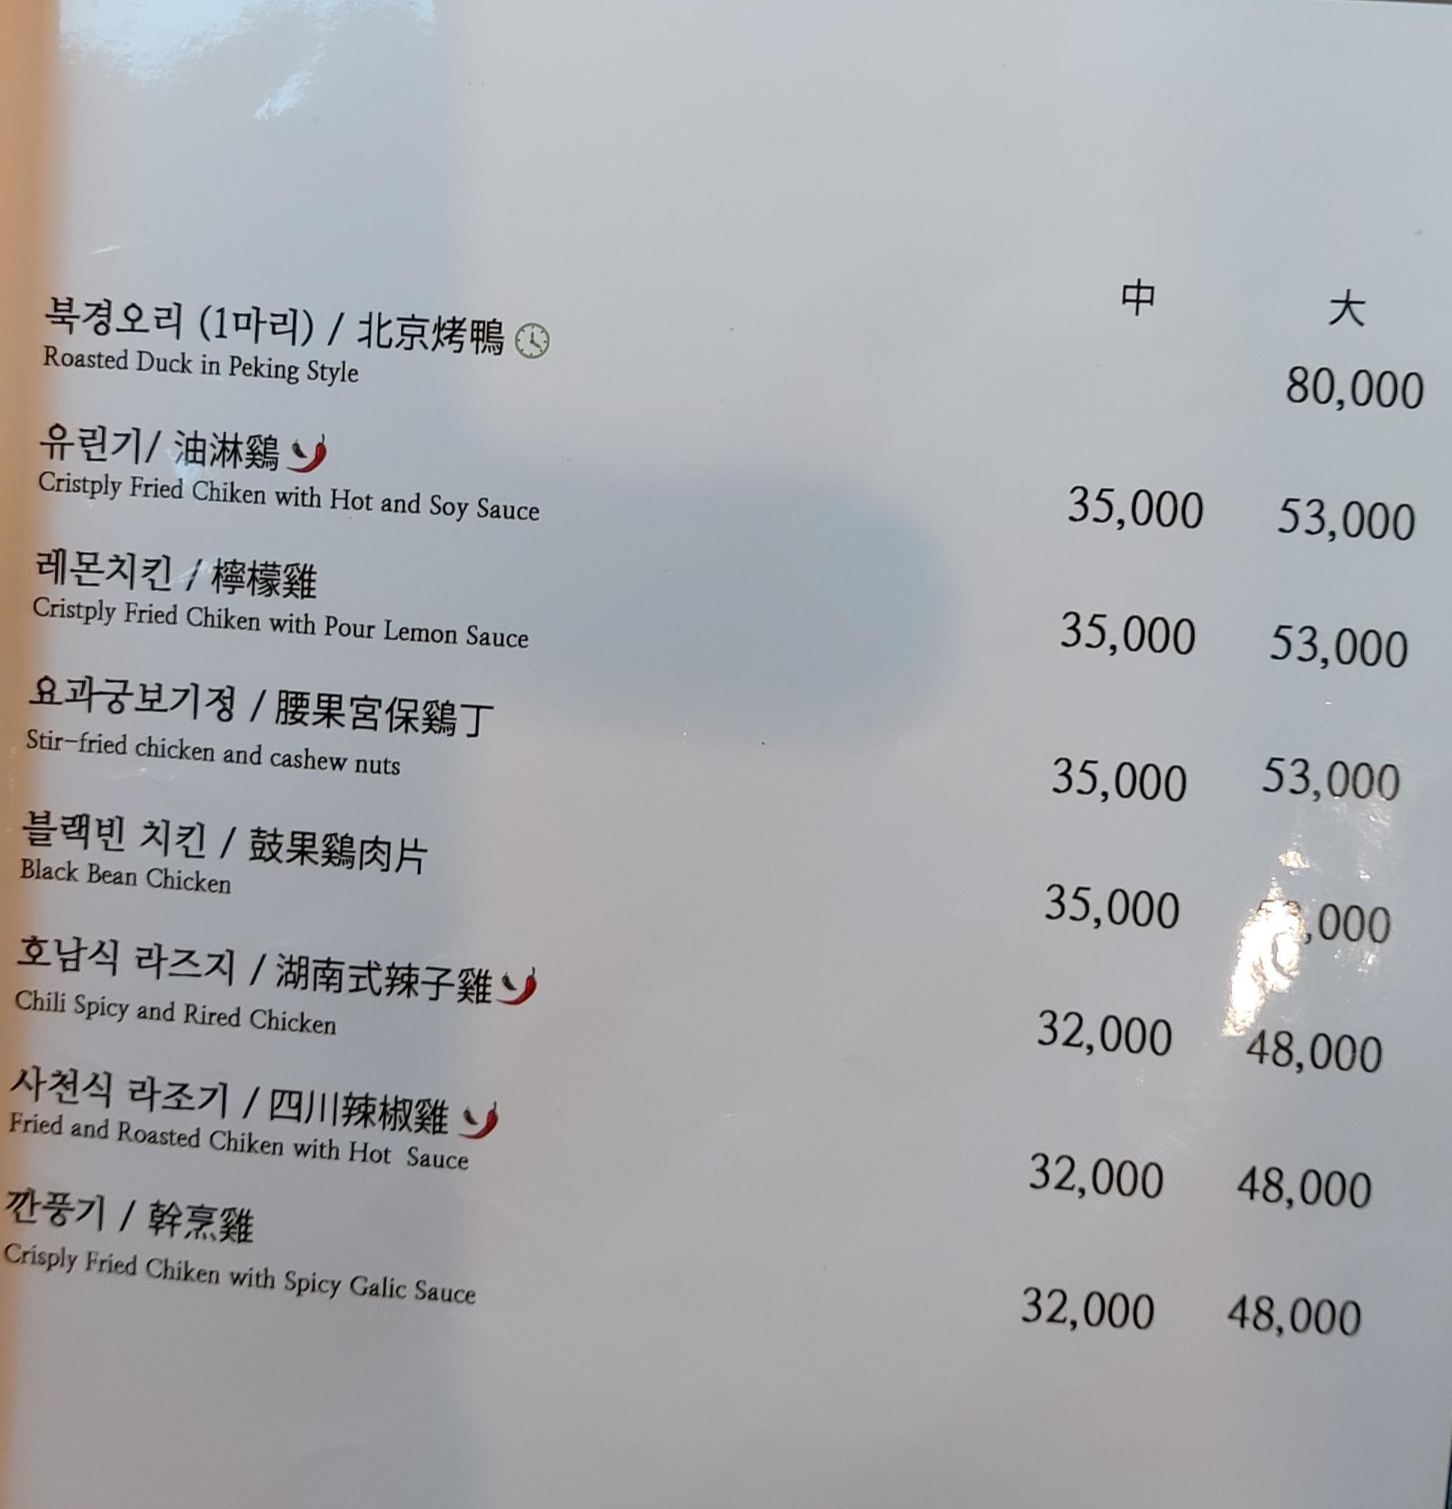 中 大
북경오리 (1마리) / 北京烤鴨
Roasted Duck in Peking Style
80,000
유린기/ 油淋鷄
Cristply Fried Chiken with Hot and Soy Sauce
35,000 53,000
레몬치킨 / 檸檬雞
Cristply Fried Chiken with Pour Lemon Sauce
35,000 53,000
요과궁보기정 / 腰果宮保鷄丁
Stir-fried chicken and cashew nuts
35,000 53,000
블랙빈 치킨 / 鼓果鷄肉片
Black Bean Chicken
35,000
호남식 라즈지 / 湖南式辣子雞
Chili Spicy and Rired Chicken
32,000 48,000
사천식 라조기 / 四川辣椒雞
Fried and Roasted Chiken with Hot Sauce
32,000 48,000
깐풍기 / 幹烹雞
Crisply Fried Chiken with Spicy Galic Sauce
32,000 48,000